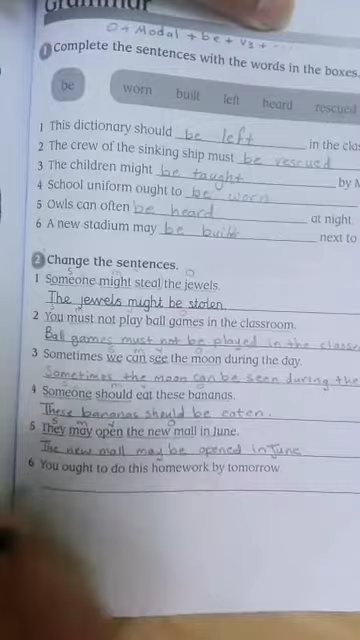 Grammar
O + Modal + be + V3 + ...
1 Complete the sentences with the words in the boxes.
be worn built left heard rescued
1 This dictionary should be left in the clas
2 The crew of the sinking ship must be rescued
3 The children might be taught by M
4 School uniform ought to be worn
5 Owls can often be heard at night.
6 A new stadium may be built next to
2 Change the sentences.
S m O
1 Someone might steal the jewels.
The jewels might be stolen
2 You must not play ball games in the classroom.
Ball games must not be played in the classro
3 Sometimes we can see the moon during the day.
Sometimes the moon can be seen during the
4 Someone should eat these bananas.
These bananas should be eaten.
5 They may open the new mall in June.
The new mall may be opened in June
6 You ought to do this homework by tomorrow.